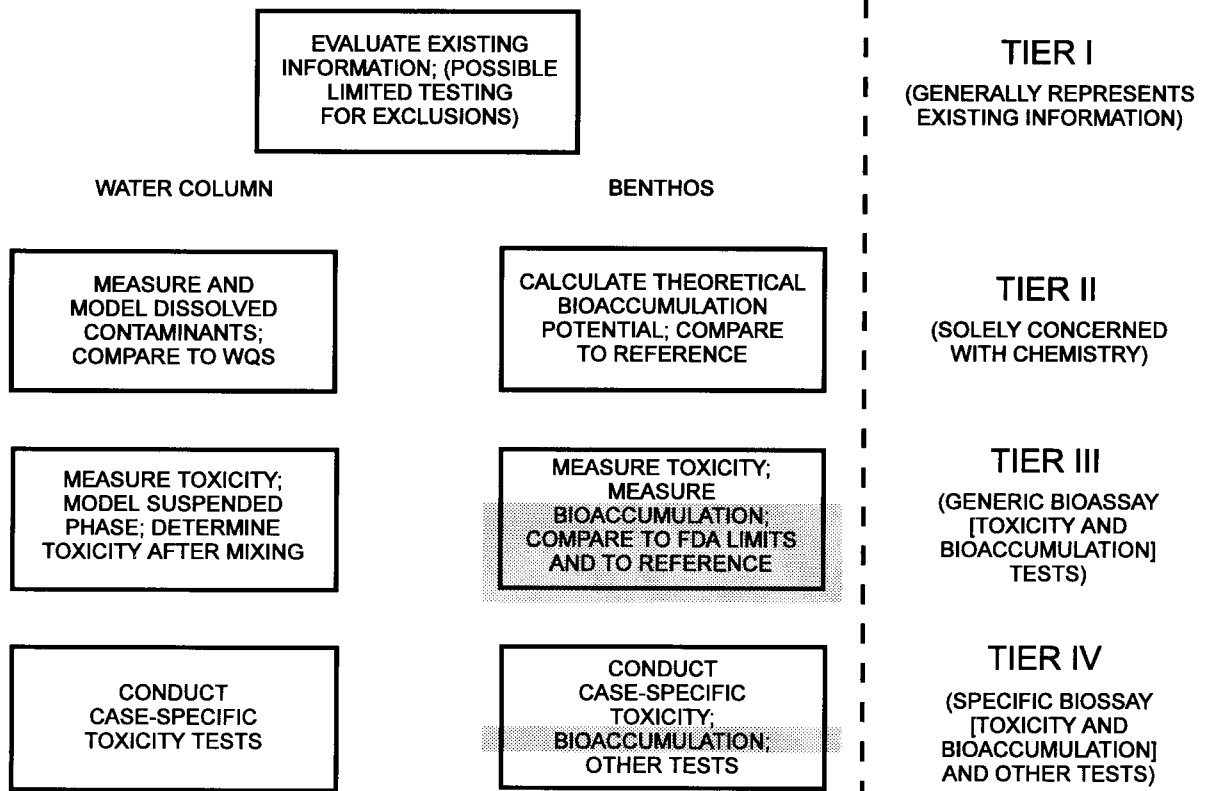 EVALUATE EXISTING
INFORMATION; (POSSIBLE
LIMITED TESTING
FOR EXCLUSIONS)
TIER I
(GENERALLY REPRESENTS
EXISTING INFORMATION)
WATER COLUMN
BENTHOS
MEASURE AND
MODEL DISSOLVED
CONTAMINANTS;
COMPARE TO WQS
CALCULATE THEORETICAL
BIOACCUMULATION
POTENTIAL; COMPARE
TO REFERENCE
TIER II
(SOLELY CONCERNED
WITH CHEMISTRY)
MEASURE TOXICITY;
MODEL SUSPENDED
PHASE; DETERMINE
TOXICITY AFTER MIXING
MEASURE TOXICITY;
MEASURE
BIOACCUMULATION;
COMPARE TO FDA LIMITS
AND TO REFERENCE
TIER III
(GENERIC BIOASSAY
[TOXICITY AND
BIOACCUMULATION]
TESTS)
CONDUCT
CASE-SPECIFIC
TOXICITY TESTS
CONDUCT
CASE-SPECIFIC
TOXICITY;
BIOACCUMULATION;
OTHER TESTS
TIER IV
(SPECIFIC BIOSSAY
[TOXICITY AND
BIOACCUMULATION]
AND OTHER TESTS)